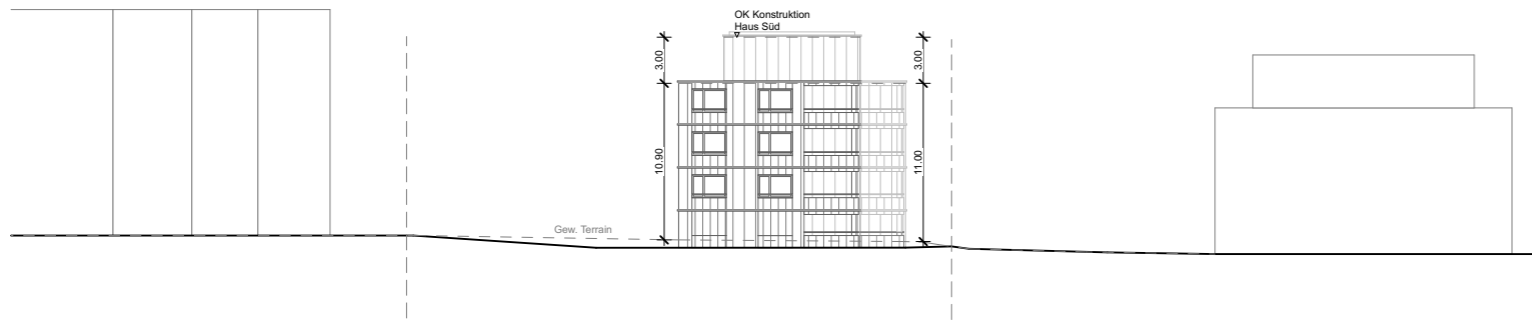 OK Konstruktion
Haus Süd
3.00
3.00
10.90
11.00
Gew. Terrain